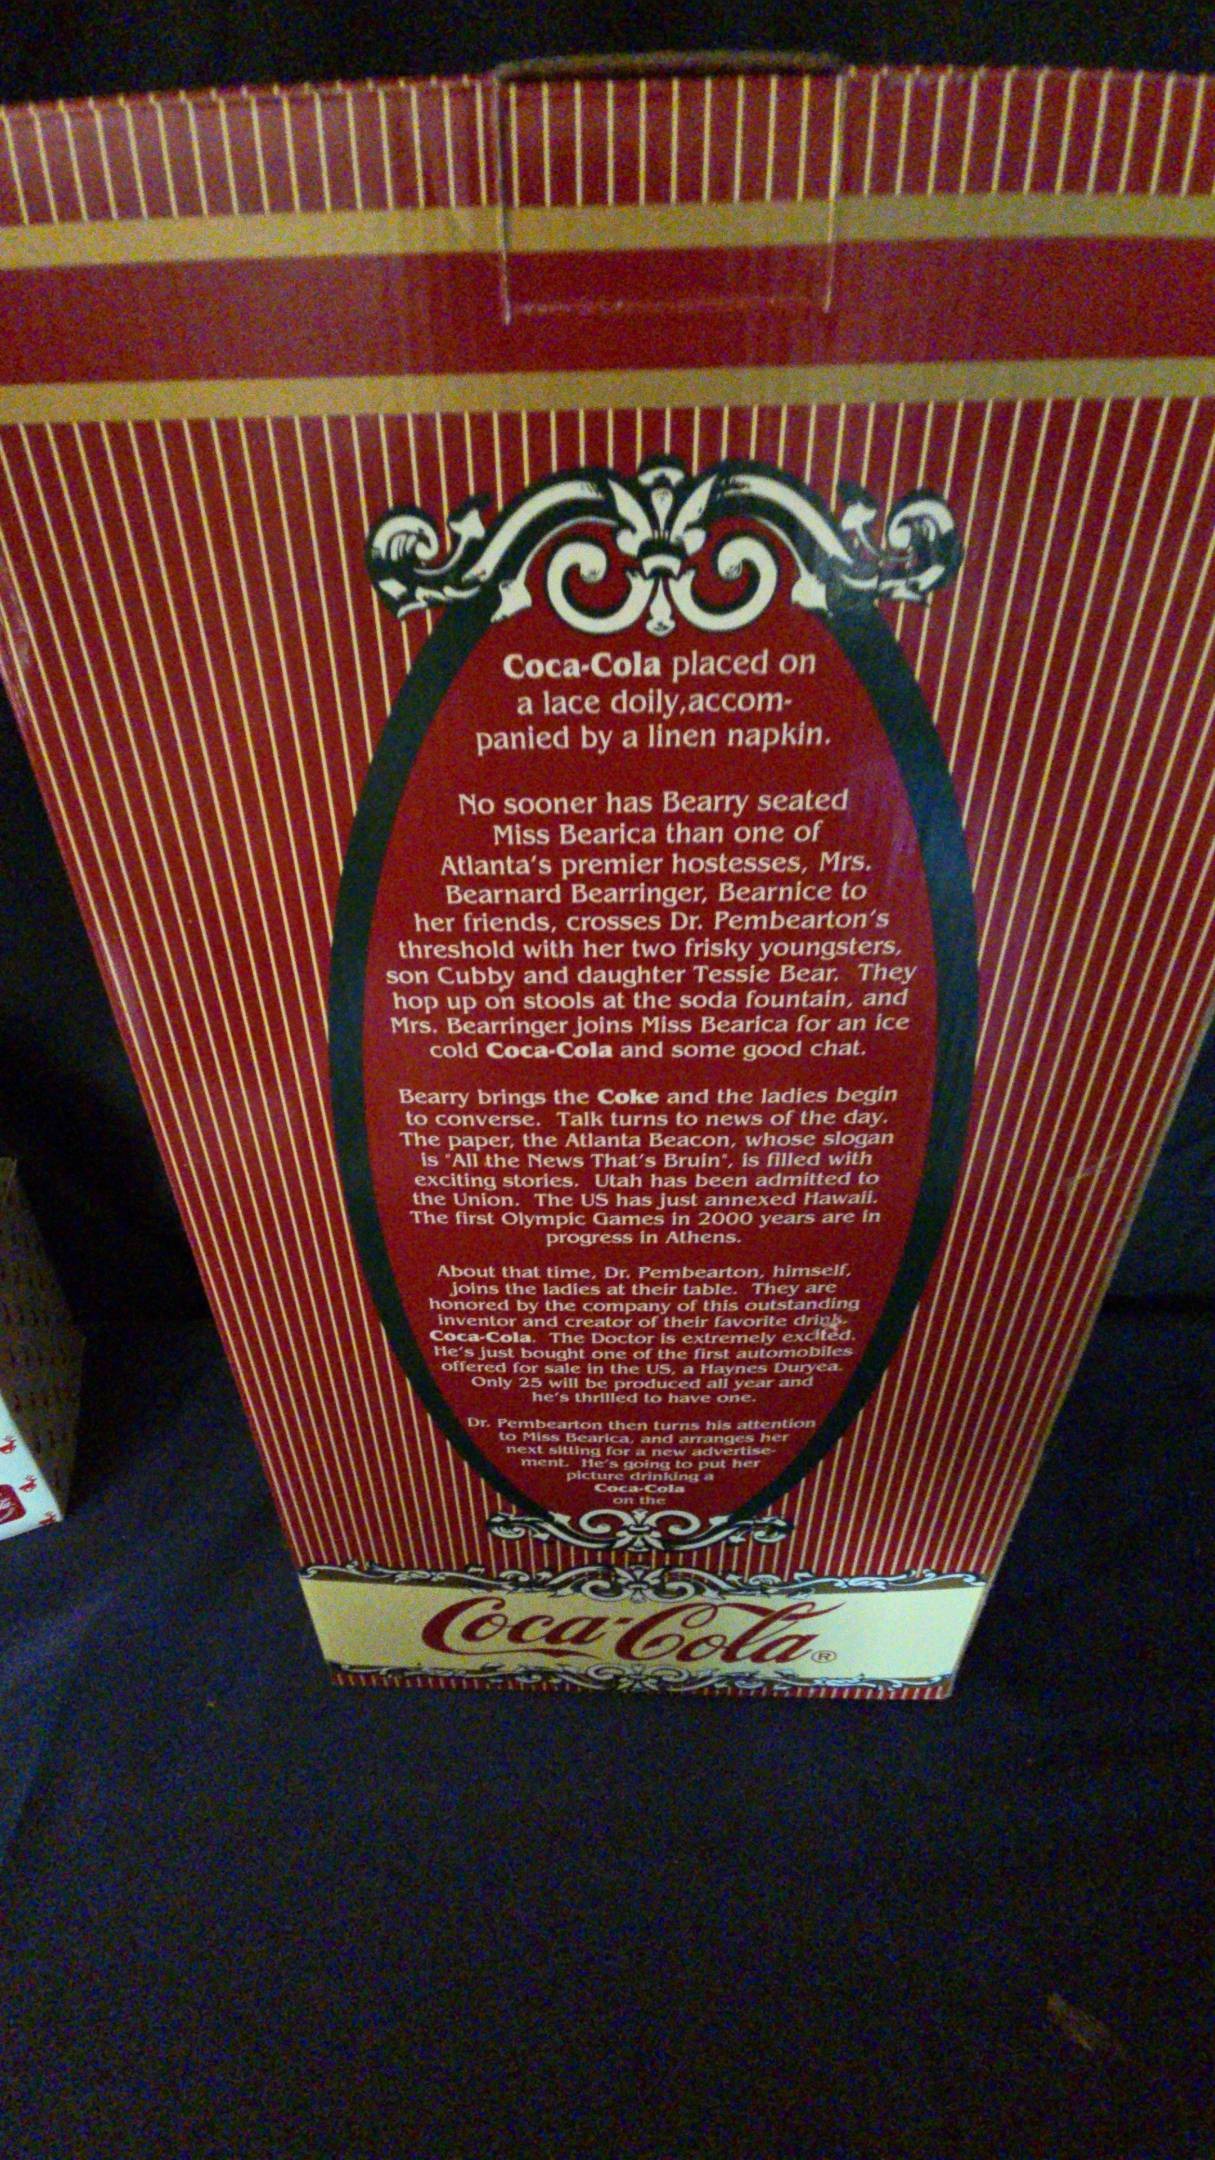 Coca-Cola placed on
a lace doily,accom-
panied by a linen napkin.
No sooner has Bearry seated
Miss Bearica than one of
Atlanta's premier hostesses, Mrs.
Bearnard Bearringer, Bearnice to
her friends, crosses Dr. Pembearton's
threshold with her two frisky youngsters,
son Cubby and daughter Tessie Bear. They
hop up on stools at the soda fountain, and
Mrs. Bearringer joins Miss Bearica for an ice
cold Coca-Cola and some good chat.
Bearry brings the Coke and the ladies begin
to converse. Talk turns to news of the day.
The paper, the Atlanta Beacon, whose slogan
is "All the News That's Bruin", is filled with
exciting stories. Utah has been admitted to
the Union. The US has just annexed Hawaii.
The first Olympic Games in 2000 years are in
progress in Athens.
About that time, Dr. Pembearton, himself,
joins the ladies at their table. They are
honored by the company of this outstanding
inventor and creator of their favorite drink-
Coca-Cola. The Doctor is extremely excited.
He's just bought one of the first automobiles
offered for sale in the US, a Haynes Duryea.
Only 25 will be produced all year and
he's thrilled to have one.
Dr. Pembearton then turns his attention
to Miss Bearica, and arranges her
next sitting for a new advertise-
ment. He's going to put her
picture drinking a
Coca-Cola
on the
Coca-Cola®